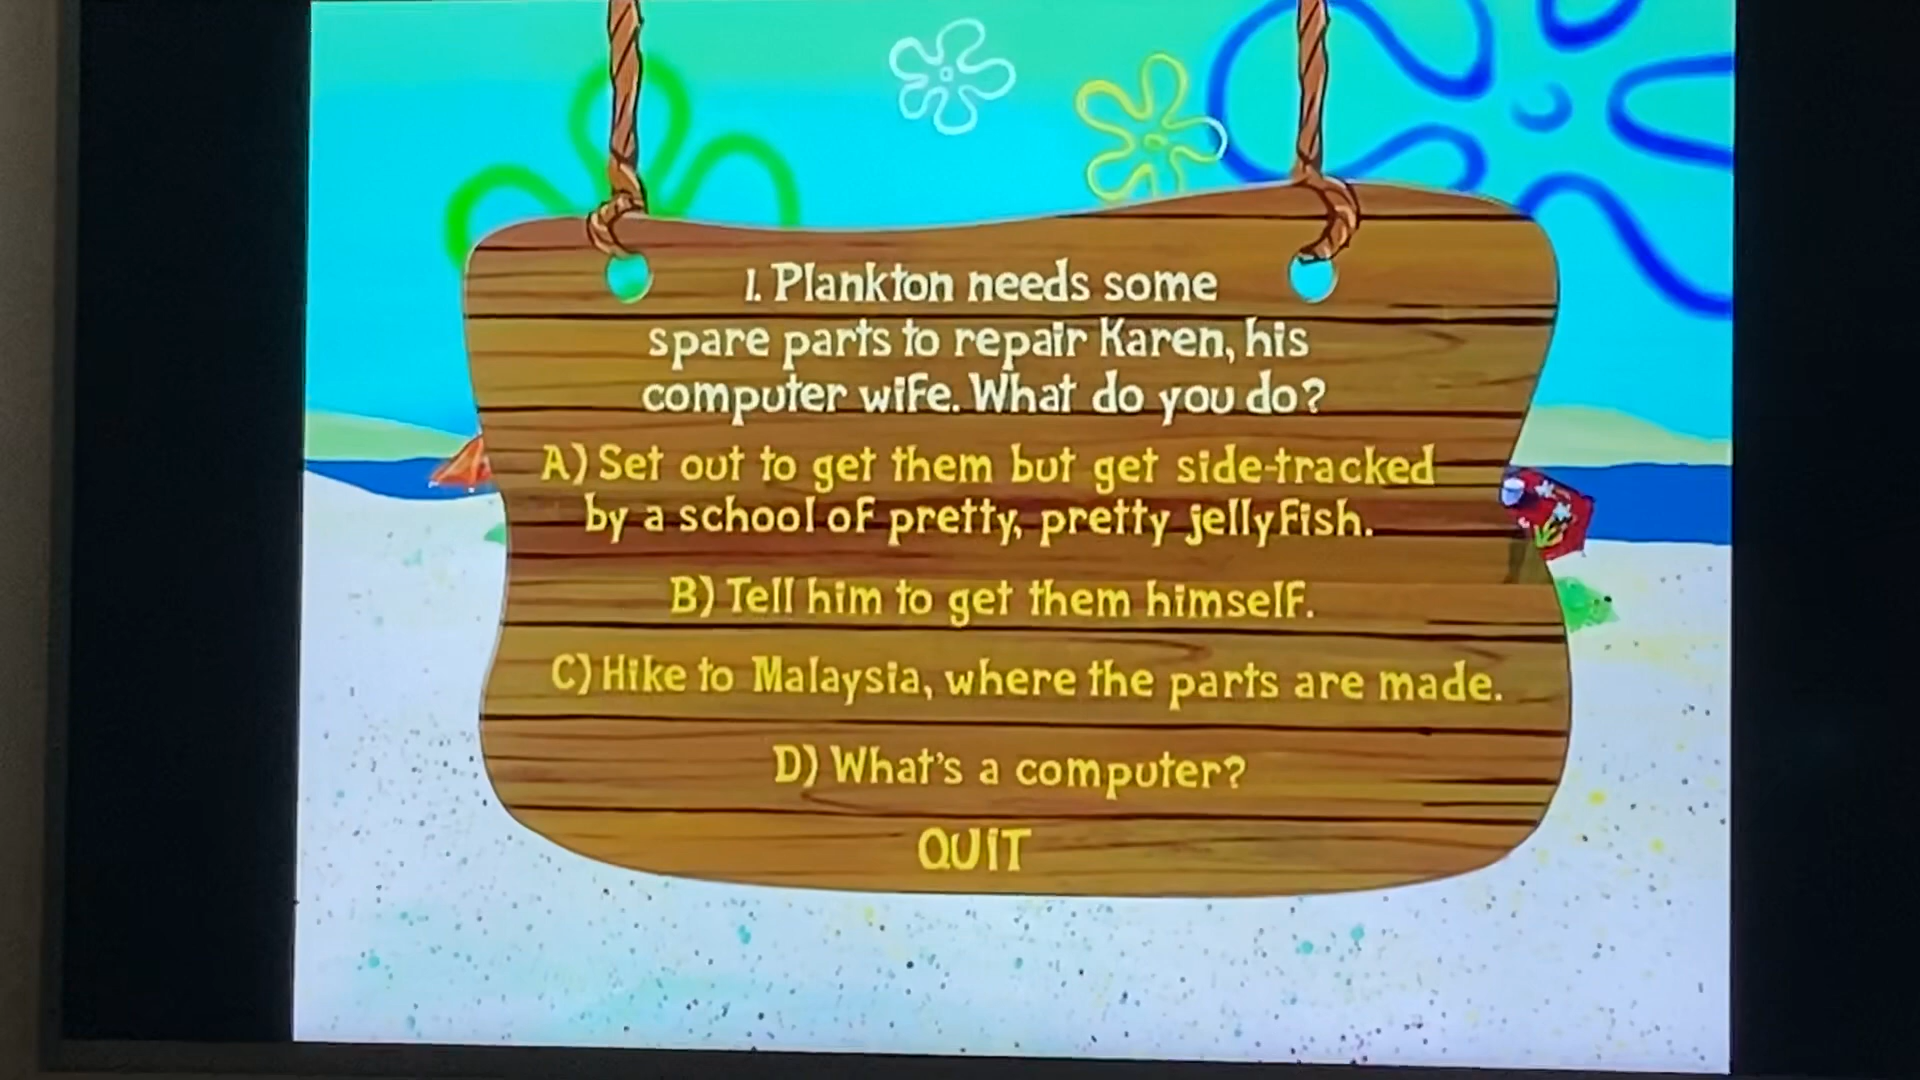 1. Plankton needs some
spare parts to repair Karen, his
computer wife. What do you do?
A) Set out to get them but get side-tracked
by a school of pretty, pretty jellyfish.
B) Tell him to get them himself.
C) Hike to Malaysia, where the parts are made.
D) What's a computer?
QUIT